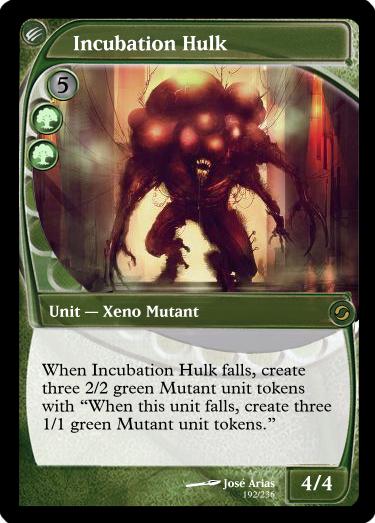 Incubation Hulk
5
Unit — Xeno Mutant
When Incubation Hulk falls, create
three 2/2 green Mutant unit tokens
with “When this unit falls, create three
1/1 green Mutant unit tokens.”
José Arias
192/236
4/4